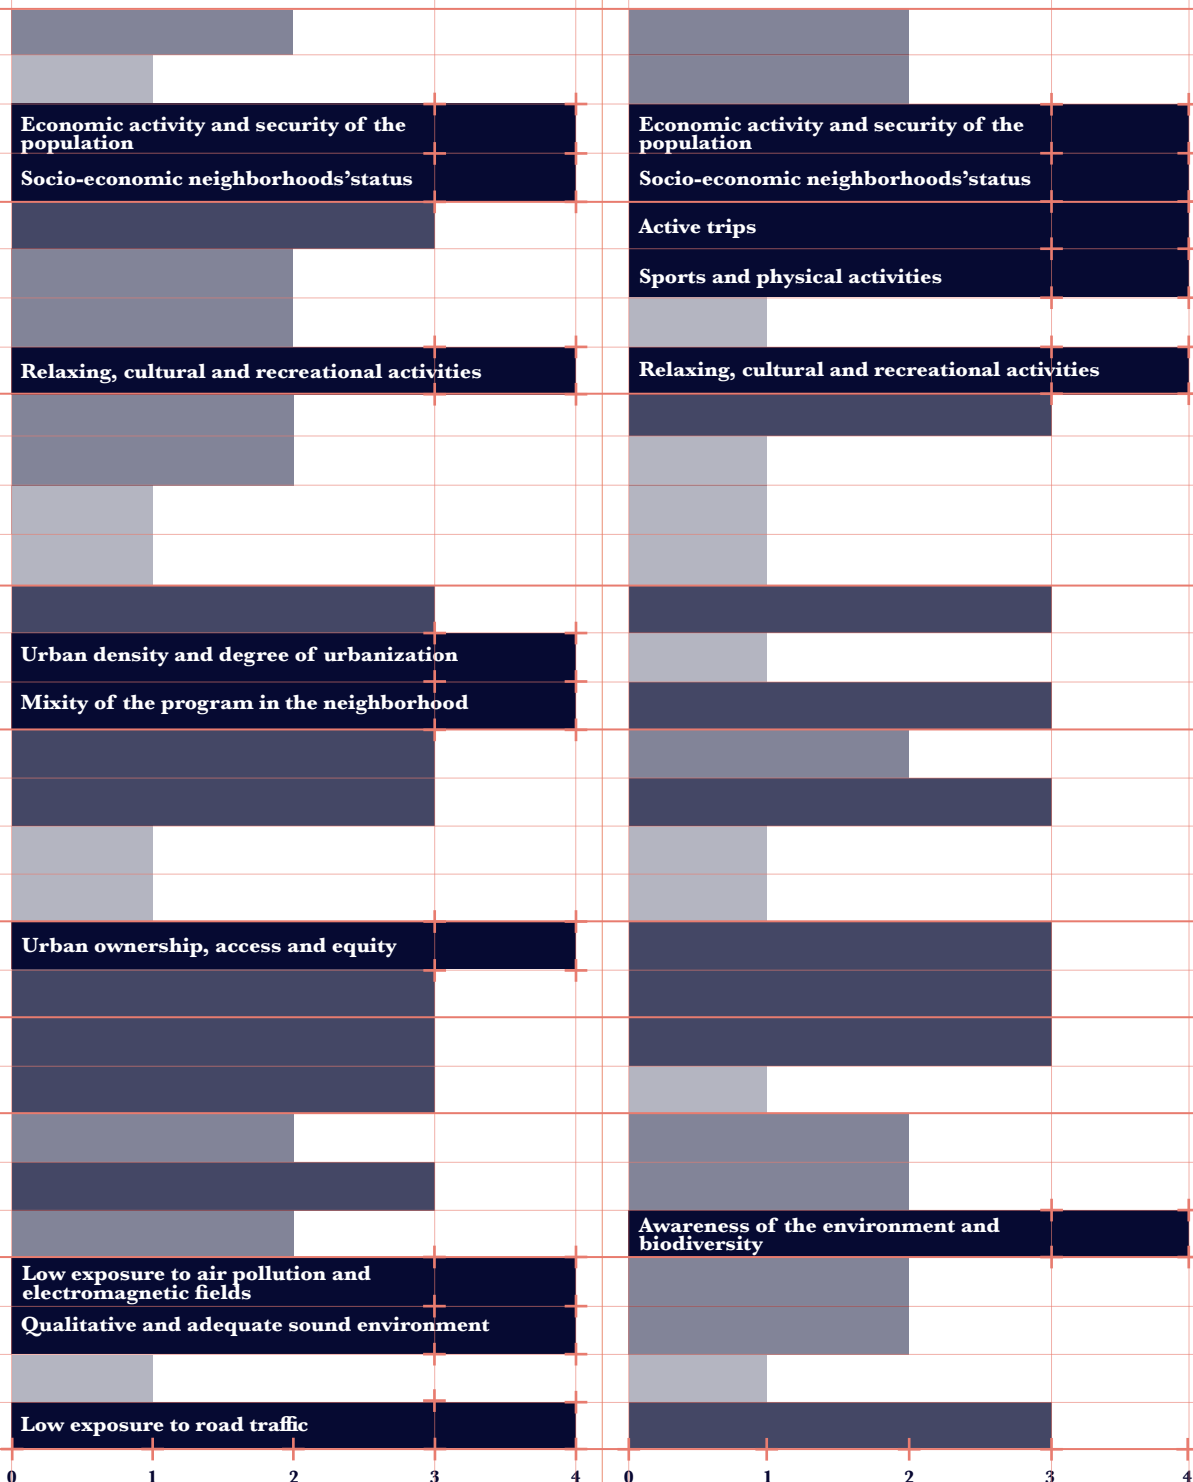 Economic activity and security of the
population
Socio-economic neighborhoods'status
Relaxing, cultural and recreational activities
Urban density and degree of urbanization
Mixity of the program in the neighborhood
Urban ownership, access and equity
Low exposure to air pollution and
electromagnetic fields
Qualitative and adequate sound environment
Low exposure to road traffic
0 1 2 3 4
Economic activity and security of the
population
Socio-economic neighborhoods'status
Active trips
Sports and physical activities
Relaxing, cultural and recreational activities
Awareness of the environment and
biodiversity
0 1 2 3 4